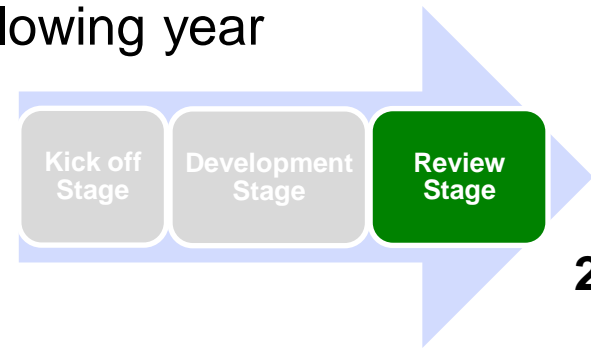 lowing year
Kick off
Stage
Development
Stage
Review
Stage
2